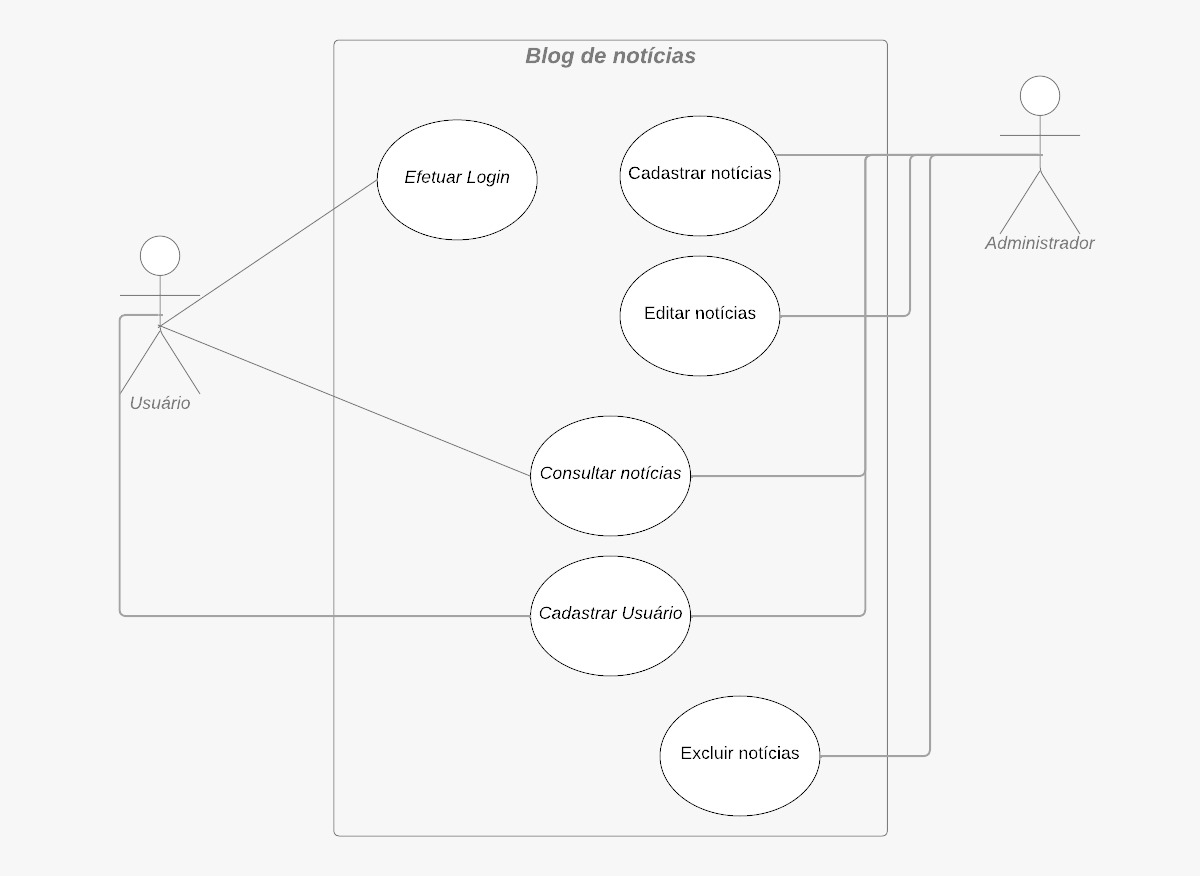 Blog de notícias
Efetuar Login
Cadastrar notícias
Administrador
Editar notícias
Usuário
Consultar notícias
Cadastrar Usuário
Excluir notícias